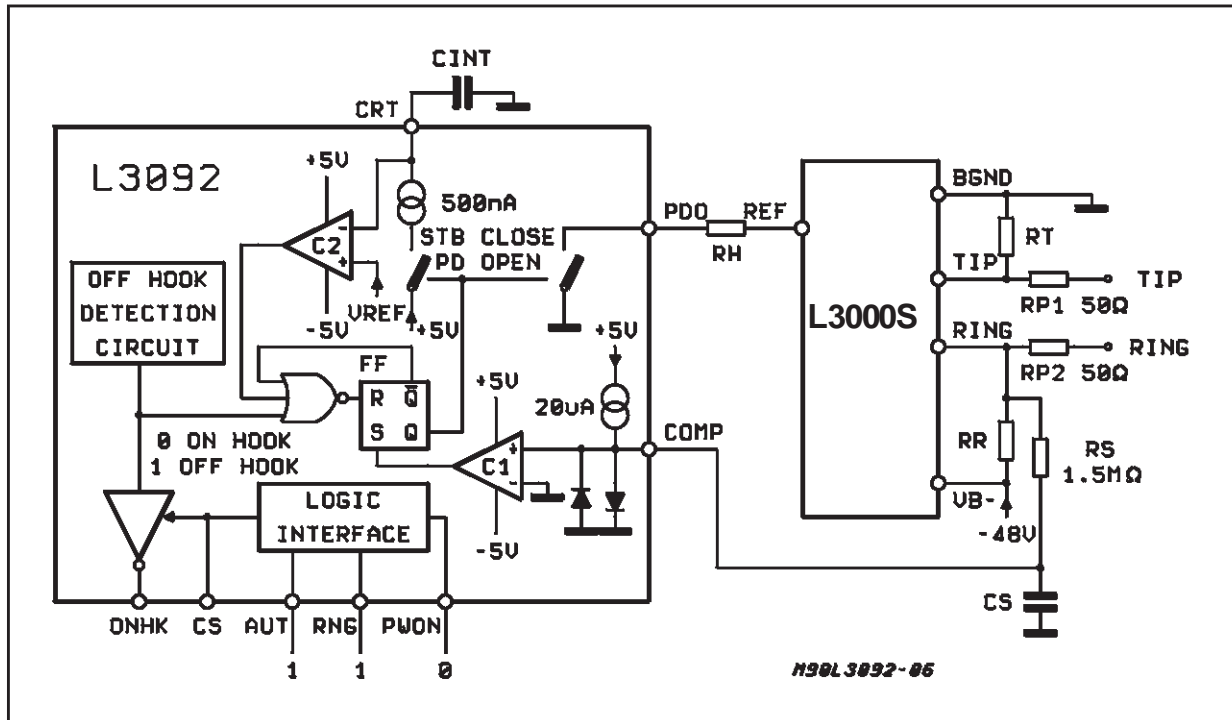 CINT
CRT
L3092
+5V
500nA
C2
-
+
STB CLOSE
PD OPEN
VREF
-5V
+5V
PDO
REF
RH
BGND
RT
TIP
RP1 50Ω
TIP
L3000S
RING
RP2 50Ω
RING
OFF HOOK
DETECTION
CIRCUIT
FF
R Q̅
S Q
+5V
+5V
20uA
COMP
C1
+
-
-5V
RR
RS
1.5MΩ
VB-
-48V
CS
0 ON HOOK
1 OFF HOOK
LOGIC
INTERFACE
ONHK
CS
AUT
RNG
PWON
1
1
0
M90L3092-06